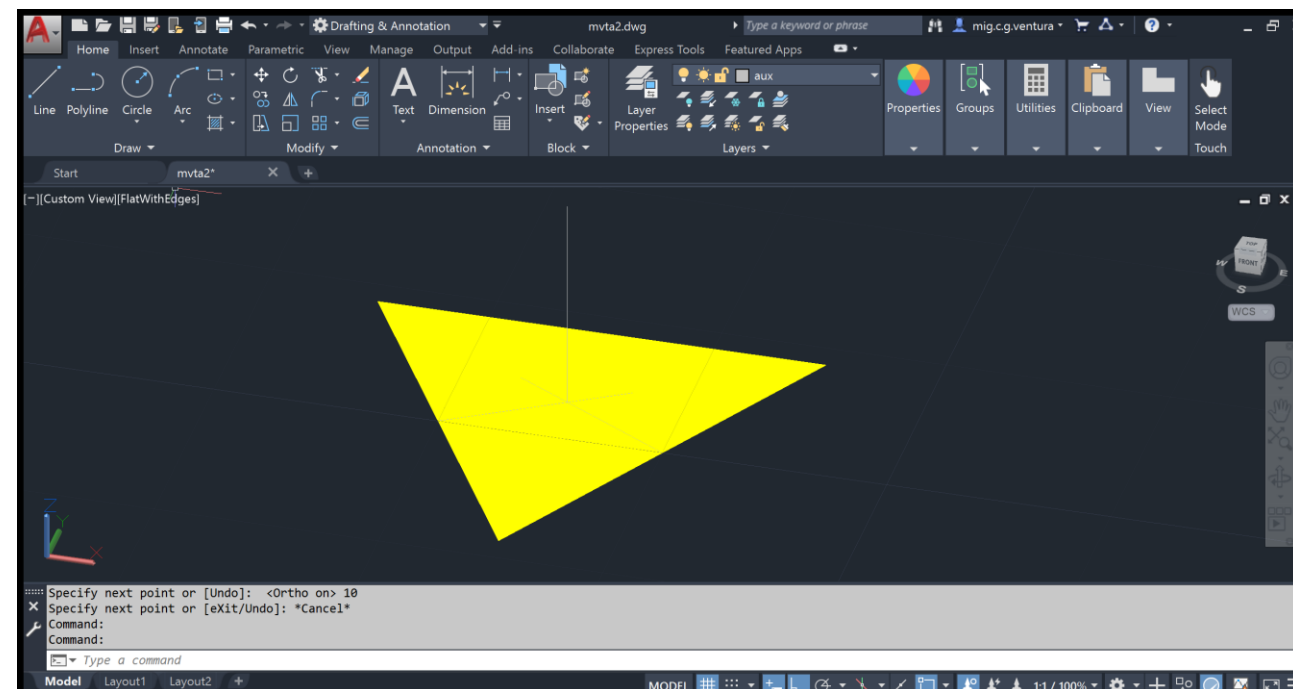 A Drafting & Annotation mvta2.dwg Type a keyword or phrase mig.c.g.ventura
Home Insert Annotate Parametric View Manage Output Add-ins Collaborate Express Tools Featured Apps
aux
Line Polyline Circle Arc Text Dimension Insert Layer Properties Properties Groups Utilities Clipboard View Select Mode
Draw Modify Annotation Block Layers Touch
Start mvta2*
[-][Custom View][FlatWithEdges]
TOP
W FRONT E
S
WCS
Z
Y
X
Specify next point or [Undo]: <Ortho on> 10
Specify next point or [eXit/Undo]: *Cancel*
Command:
Command:
Type a command
Model Layout1 Layout2 + MODEL 1:1 / 100%